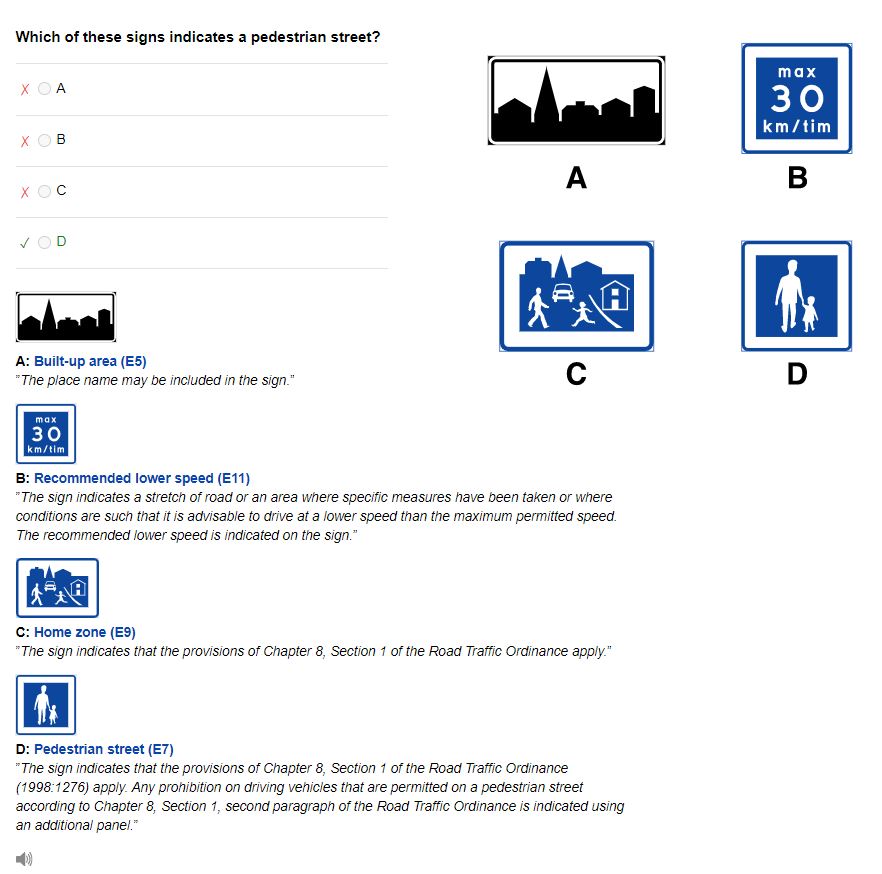 Which of these signs indicates a pedestrian street?
A
B
C
D
max
30
km/tim
A
B
C
D
A: Built-up area (E5)
”The place name may be included in the sign.”
max
30
km/tim
B: Recommended lower speed (E11)
”The sign indicates a stretch of road or an area where specific measures have been taken or where
conditions are such that it is advisable to drive at a lower speed than the maximum permitted speed.
The recommended lower speed is indicated on the sign.”
C: Home zone (E9)
”The sign indicates that the provisions of Chapter 8, Section 1 of the Road Traffic Ordinance apply.”
D: Pedestrian street (E7)
”The sign indicates that the provisions of Chapter 8, Section 1 of the Road Traffic Ordinance
(1998:1276) apply. Any prohibition on driving vehicles that are permitted on a pedestrian street
according to Chapter 8, Section 1, second paragraph of the Road Traffic Ordinance is indicated using
an additional panel.”